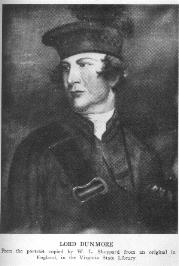 LORD DUNMORE
From the portrait copied by W. L. Sheppard from an original in
England, in the Virginia State Library